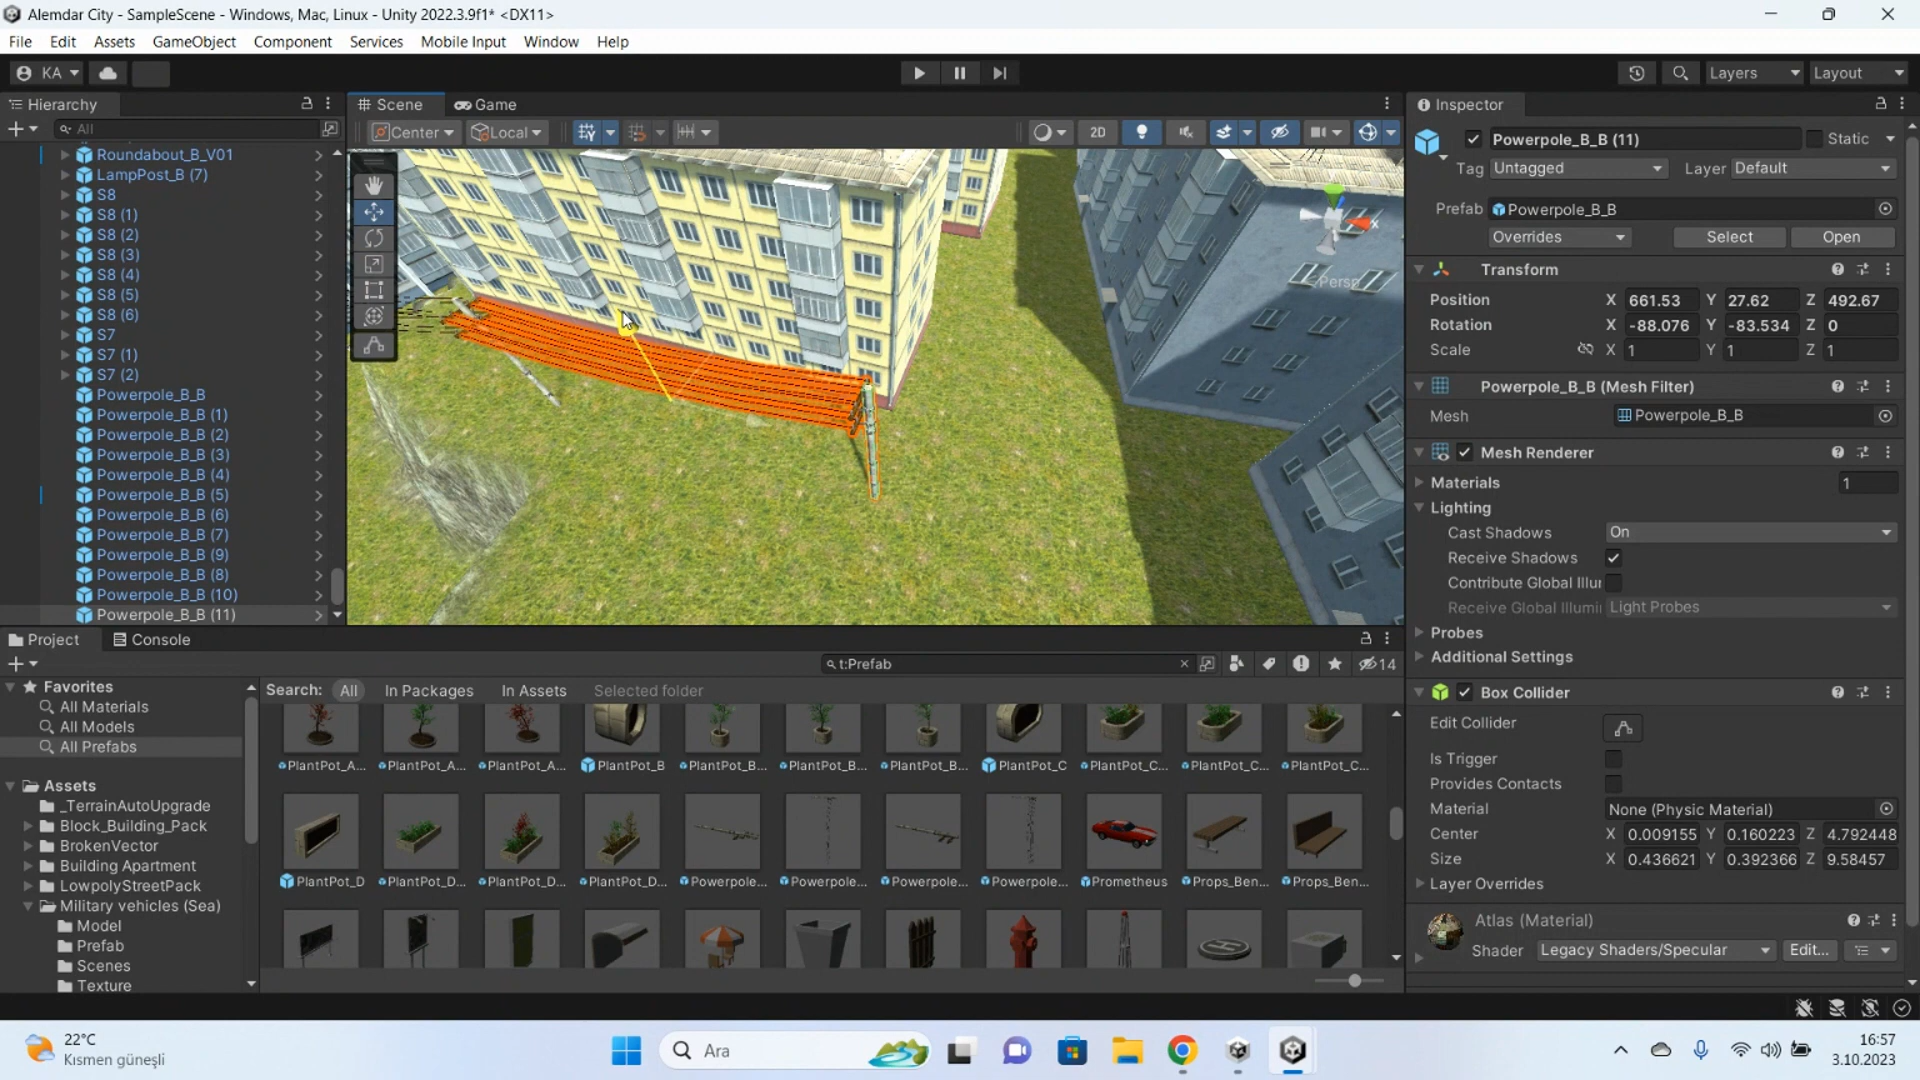 Alemdar City - SampleScene - Windows, Mac, Linux - Unity 2022.3.9f1* <DX11>
File Edit Assets GameObject Component Services Mobile Input Window Help
KA Layers Layout
Hierarchy
All
Roundabout_B_V01
LampPost_B (7)
S8
S8 (1)
S8 (2)
S8 (3)
S8 (4)
S8 (5)
S8 (6)
S7
S7 (1)
S7 (2)
Powerpole_B_B
Powerpole_B_B (1)
Powerpole_B_B (2)
Powerpole_B_B (3)
Powerpole_B_B (4)
Powerpole_B_B (5)
Powerpole_B_B (6)
Powerpole_B_B (7)
Powerpole_B_B (9)
Powerpole_B_B (8)
Powerpole_B_B (10)
Powerpole_B_B (11)
Scene Game
Center Local 2D
x
Persp
Inspector
Powerpole_B_B (11) Static
Tag Untagged Layer Default
Prefab Powerpole_B_B
Overrides Select Open
Transform
Position X 661.53 Y 27.62 Z 492.67
Rotation X -88.076 Y -83.534 Z 0
Scale X 1 Y 1 Z 1
Powerpole_B_B (Mesh Filter)
Mesh Powerpole_B_B
Mesh Renderer
Materials 1
Lighting
Cast Shadows On
Receive Shadows
Contribute Global Illui
Receive Global Illumii Light Probes
Probes
Additional Settings
Box Collider
Edit Collider
Is Trigger
Provides Contacts
Material None (Physic Material)
Center X 0.009155 Y 0.160223 Z 4.792448
Size X 0.436621 Y 0.392366 Z 9.58457
Layer Overrides
Atlas (Material)
Shader Legacy Shaders/Specular Edit...
Project Console
t:Prefab 14
Favorites
All Materials
All Models
All Prefabs
Assets
_TerrainAutoUpgrade
Block_Building_Pack
BrokenVector
Building Apartment
LowpolyStreetPack
Military vehicles (Sea)
Model
Prefab
Scenes
Texture
Search: All In Packages In Assets Selected folder
PlantPot_A... PlantPot_A... PlantPot_A... PlantPot_B PlantPot_B... PlantPot_B... PlantPot_B... PlantPot_C PlantPot_C... PlantPot_C... PlantPot_C...
PlantPot_D PlantPot_D... PlantPot_D... PlantPot_D... Powerpole... Powerpole... Powerpole... Powerpole... Prometheus Props_Ben... Props_Ben...
22°C
Kısmen güneşli
Ara
16:57
3.10.2023